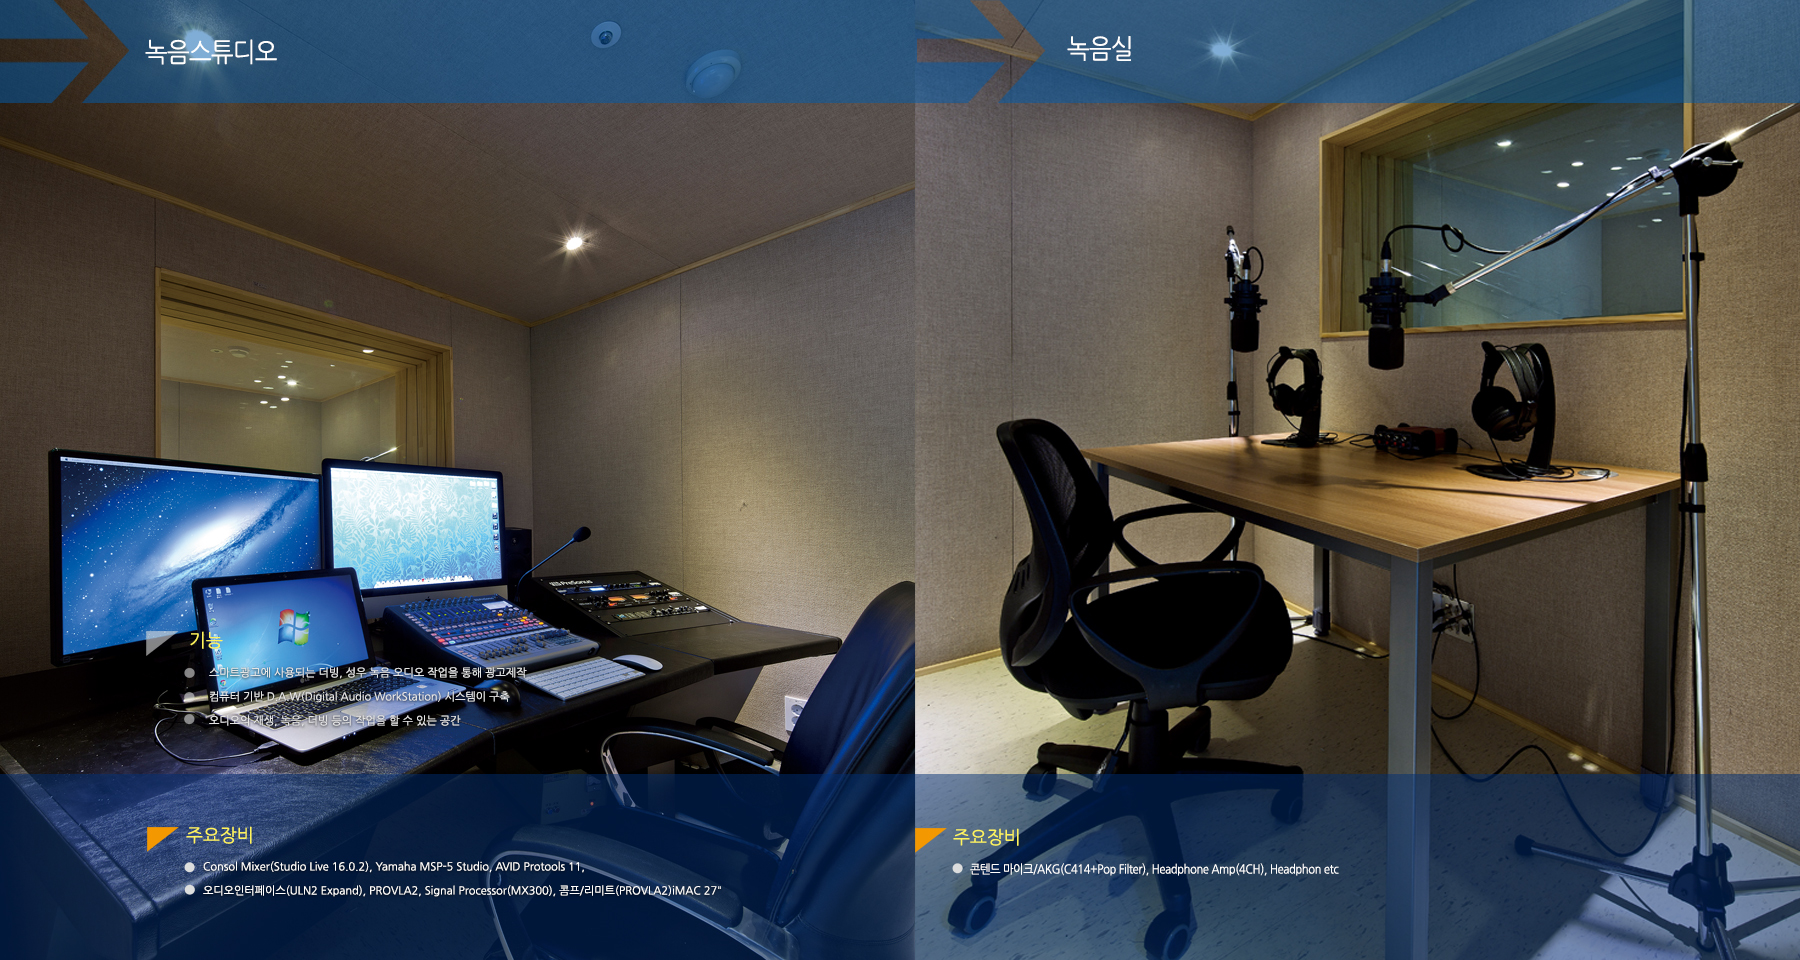 녹음스튜디오
PreSonus
기능
스마트광고에 사용되는 더빙, 성우 녹음 오디오 작업을 통해 광고제작
컴퓨터 기반 D.A.W(Digital Audio WorkStation) 시스템이 구축
오디오의 재생, 녹음, 더빙 등의 작업을 할 수 있는 공간
주요장비
Consol Mixer(Studio Live 16.0.2), Yamaha MSP-5 Studio, AVID Protools 11,
오디오인터페이스(ULN2 Expand), PROVLA2, Signal Processor(MX300), 콤프/리미트(PROVLA2)iMAC 27"
녹음실
주요장비
콘텐드 마이크/AKG(C414+Pop Filter), Headphone Amp(4CH), Headphon etc